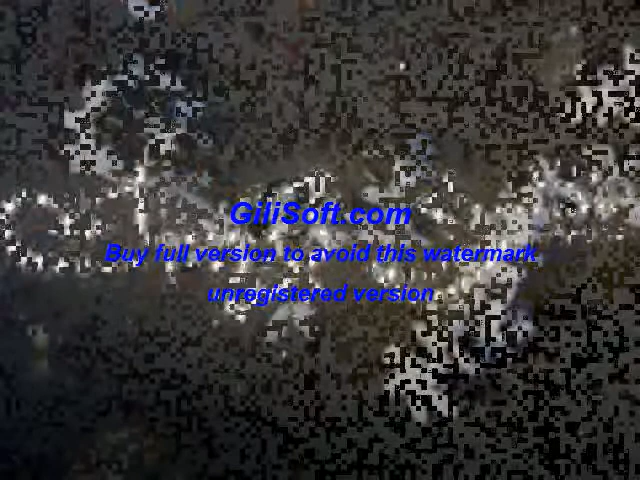 GiliSoft.com
Buy full version to avoid this watermark
unregistered version